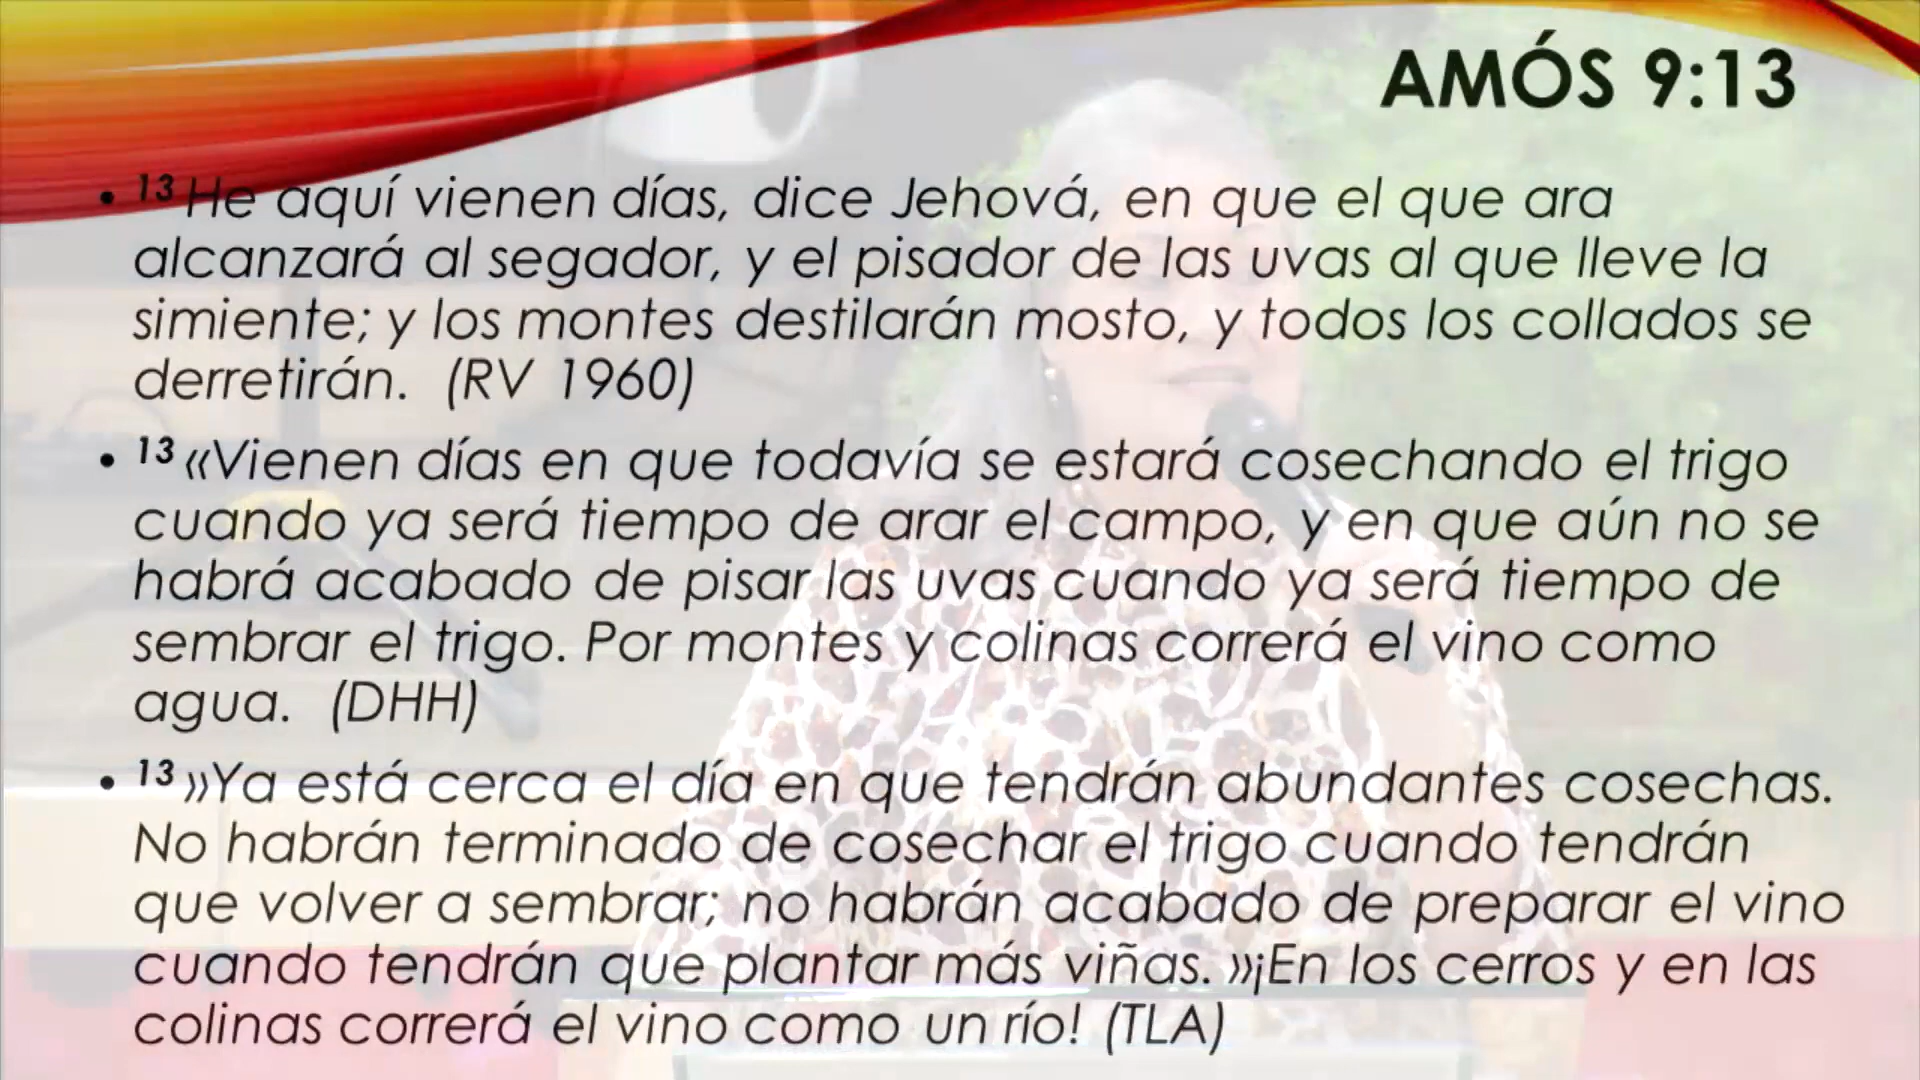 AMÓS 9:13
• 13 He aquí vienen días, dice Jehová, en que el que ara
alcanzará al segador, y el pisador de las uvas al que lleve la
simiente; y los montes destilarán mosto, y todos los collados se
derretirán. (RV 1960)
• 13 «Vienen días en que todavía se estará cosechando el trigo
cuando ya será tiempo de arar el campo, y en que aún no se
habrá acabado de pisar las uvas cuando ya será tiempo de
sembrar el trigo. Por montes y colinas correrá el vino como
agua. (DHH)
• 13 »Ya está cerca el día en que tendrán abundantes cosechas.
No habrán terminado de cosechar el trigo cuando tendrán
que volver a sembrar; no habrán acabado de preparar el vino
cuando tendrán que plantar más viñas. »¡En los cerros y en las
colinas correrá el vino como un río! (TLA)